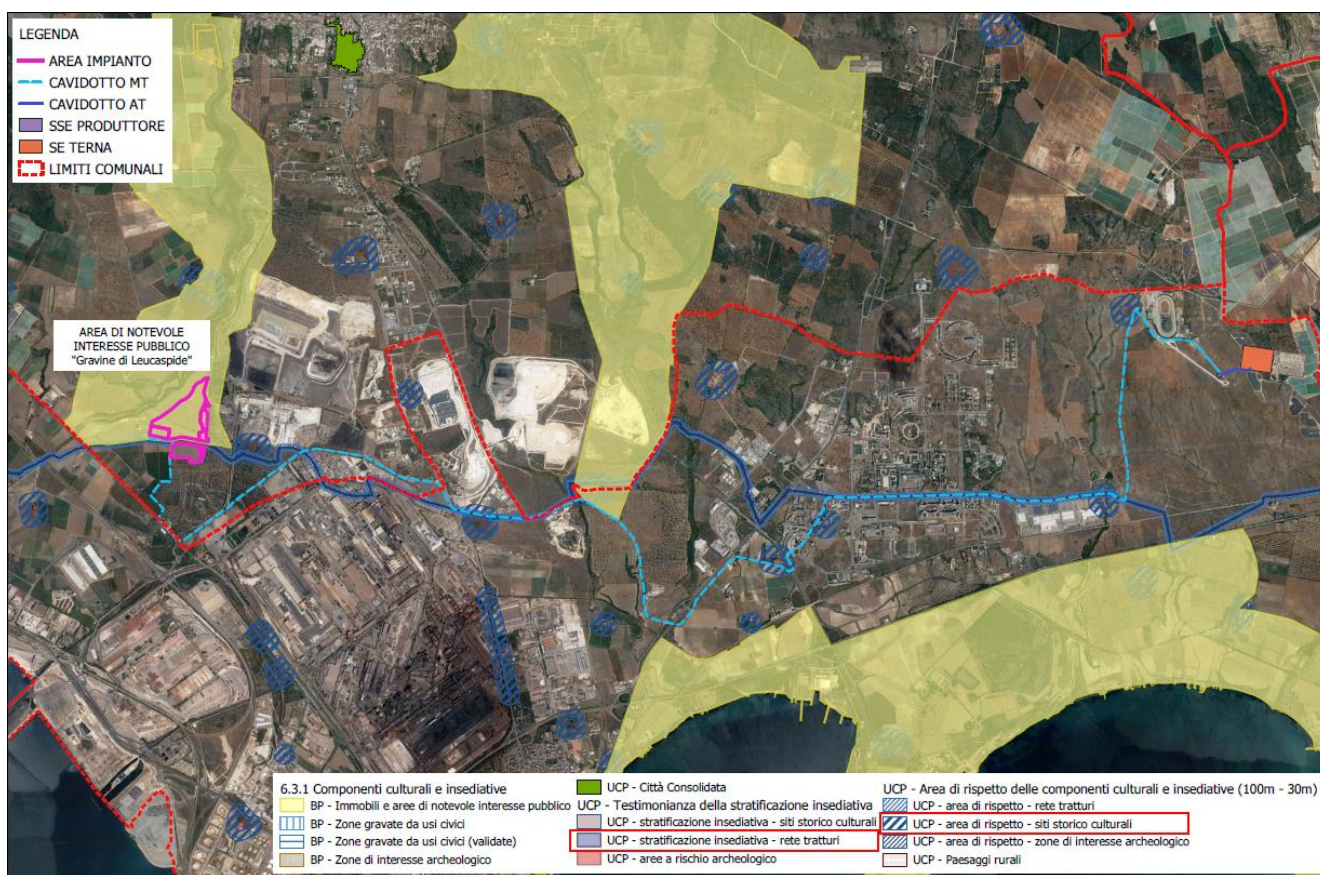 LEGENDA
AREA IMPIANTO
CAVIDOTTO MT
CAVIDOTTO AT
SSE PRODUTTORE
SE TERNA
LIMITI COMUNALI
AREA DI NOTEVOLE
INTERESSE PUBBLICO
"Gravine di Leucaspide"
6.3.1 Componenti culturali e insediative
BP - Immobili e aree di notevole interesse pubblico
BP - Zone gravate da usi civici
BP - Zone gravate da usi civici (validate)
BP - Zone di interesse archeologico
UCP - Città Consolidata
UCP - Testimonianza della stratificazione insediativa
UCP - stratificazione insediativa - siti storico culturali
UCP - stratificazione insediativa - rete tratturi
UCP - aree a rischio archeologico
UCP - Area di rispetto delle componenti culturali e insediative (100m - 30m)
UCP - area di rispetto - rete tratturi
UCP - area di rispetto - siti storico culturali
UCP - area di rispetto - zone di interesse archeologico
UCP - Paesaggi rurali